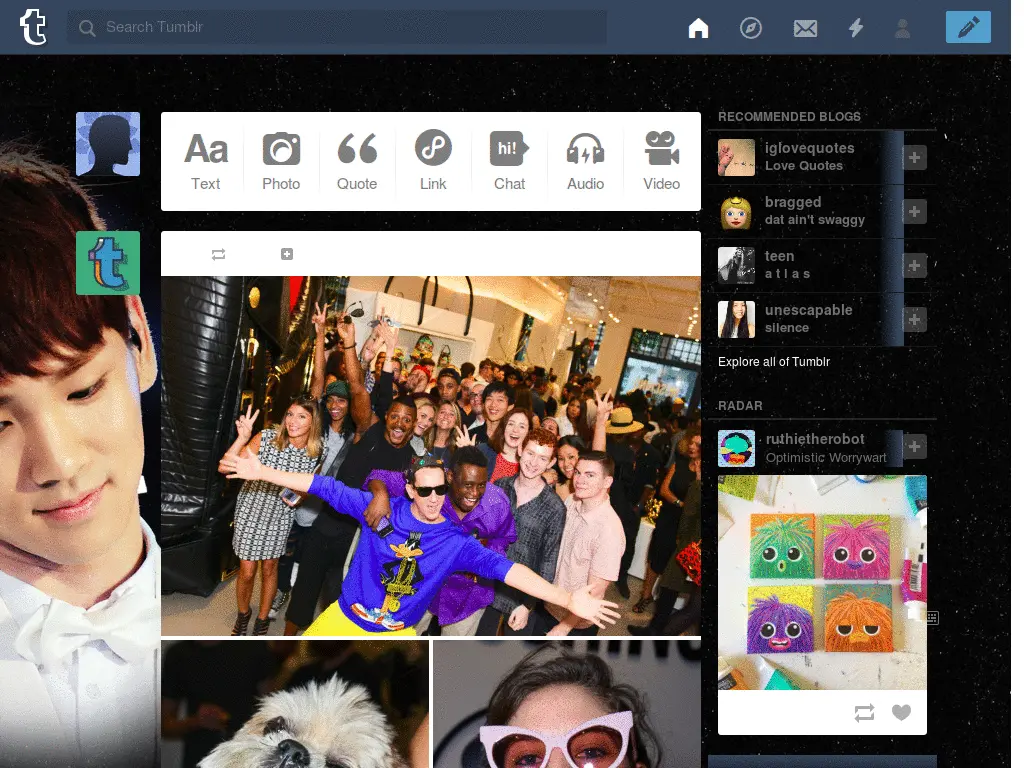 Search Tumblr
Aa
Text
Photo
Quote
Link
hi!
Chat
Audio
Video
RECOMMENDED BLOGS
iglovequotes
Love Quotes
bragged
dat ain't swaggy
teen
a t l a s
unescapable
silence
Explore all of Tumblr
RADAR
ruthietherobot
Optimistic Worrywart